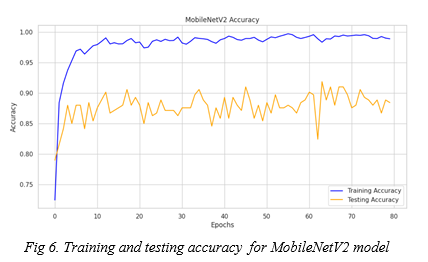 MobileNetV2 Accuracy
1.00
0.95
0.90
0.85
0.80
0.75
Accuracy
0
10
20
30
40
50
60
70
80
Epochs
Training Accuracy
Testing Accuracy
Fig 6. Training and testing accuracy for MobileNetV2 model